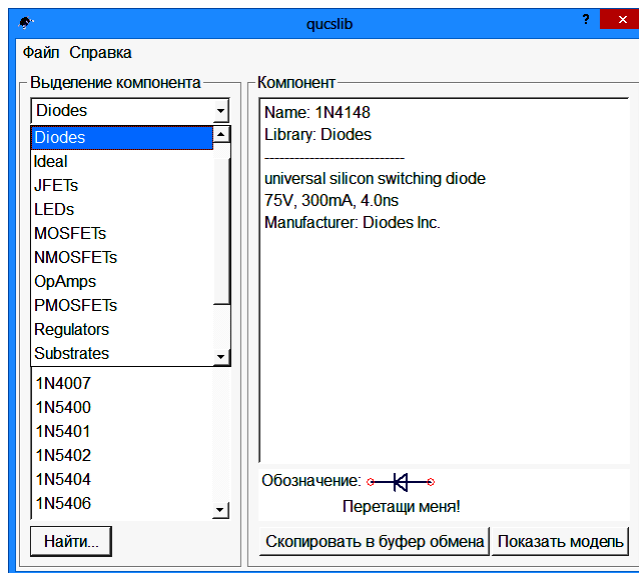 qucslib
?
×
Файл Справка
Выделение компонента
Diodes
Diodes
Ideal
JFETs
LEDs
MOSFETs
NMOSFETs
OpAmps
PMOSFETs
Regulators
Substrates
1N4007
1N5400
1N5401
1N5402
1N5404
1N5406
Найти...
Компонент
Name: 1N4148
Library: Diodes
----------------------------
universal silicon switching diode
75V, 300mA, 4.0ns
Manufacturer: Diodes Inc.
Обозначение:
Перетащи меня!
Скопировать в буфер обмена
Показать модель